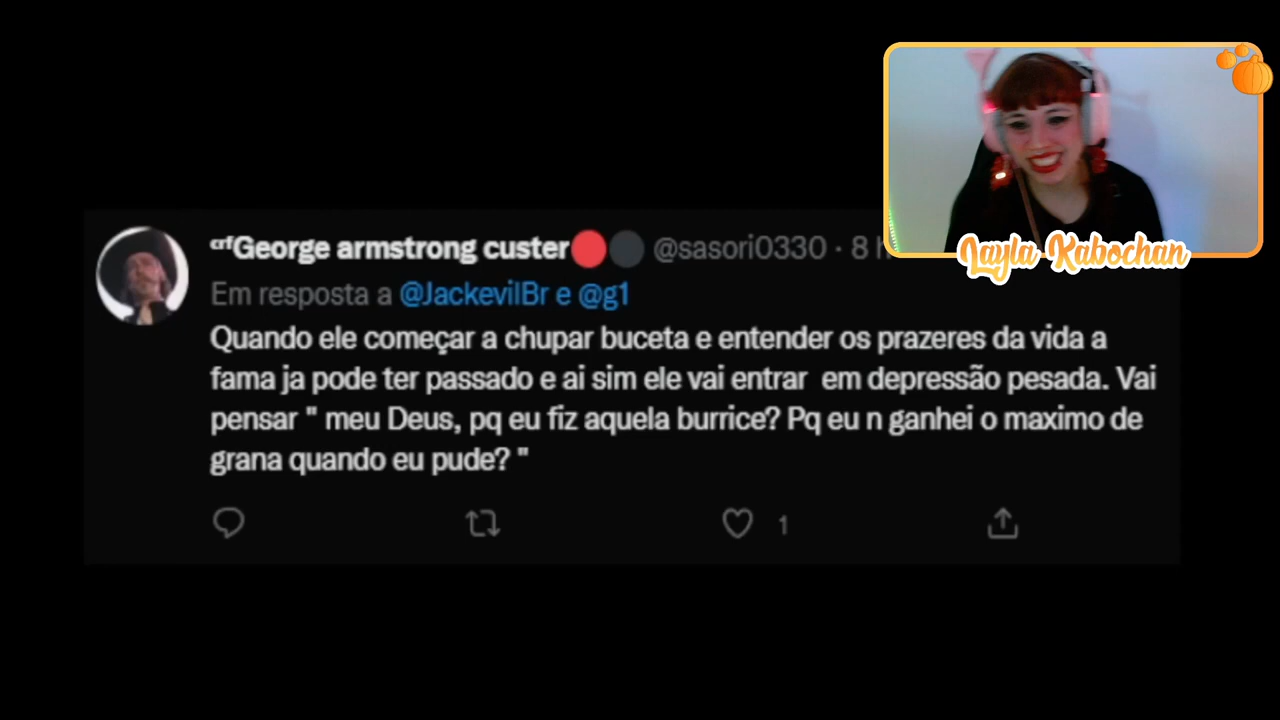 crfGeorge armstrong custer @sasori0330 · 8 h
Em resposta a @JackevilBr e @g1
Quando ele começar a chupar buceta e entender os prazeres da vida a
fama ja pode ter passado e ai sim ele vai entrar em depressão pesada. Vai
pensar " meu Deus, pq eu fiz aquela burrice? Pq eu n ganhei o maximo de
grana quando eu pude? "
1
Layla Kabochan